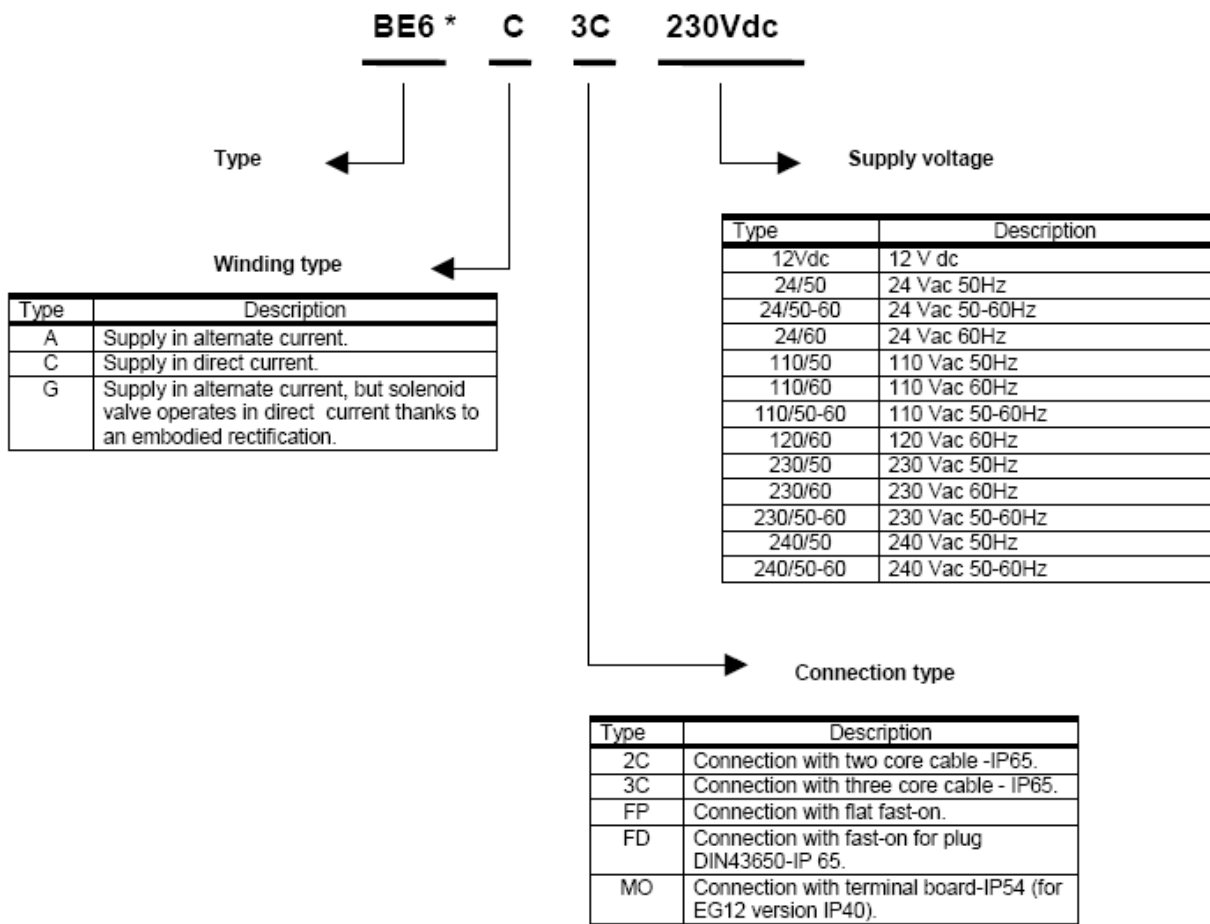 BE6 * C 3C 230Vdc
Type
Supply voltage
Winding type
Type Description
A Supply in alternate current.
C Supply in direct current.
G Supply in alternate current, but solenoid
valve operates in direct current thanks to
an embodied rectification.
Type Description
12Vdc 12 V dc
24/50 24 Vac 50Hz
24/50-60 24 Vac 50-60Hz
24/60 24 Vac 60Hz
110/50 110 Vac 50Hz
110/60 110 Vac 60Hz
110/50-60 110 Vac 50-60Hz
120/60 120 Vac 60Hz
230/50 230 Vac 50Hz
230/60 230 Vac 60Hz
230/50-60 230 Vac 50-60Hz
240/50 240 Vac 50Hz
240/50-60 240 Vac 50-60Hz
Connection type
Type Description
2C Connection with two core cable -IP65.
3C Connection with three core cable - IP65.
FP Connection with flat fast-on.
FD Connection with fast-on for plug
DIN43650-IP 65.
MO Connection with terminal board-IP54 (for
EG12 version IP40).